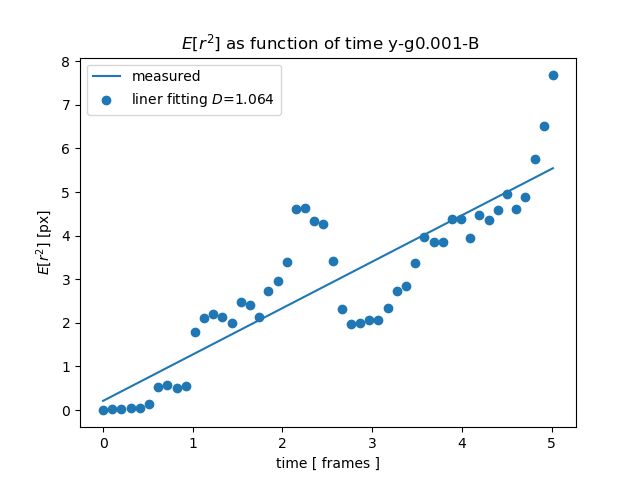 E[r²] as function of time y-g0.001-B
measured
liner fitting D=1.064
8
7
6
5
4
3
2
1
0
E[r²] [px]
0 1 2 3 4 5
time [ frames ]